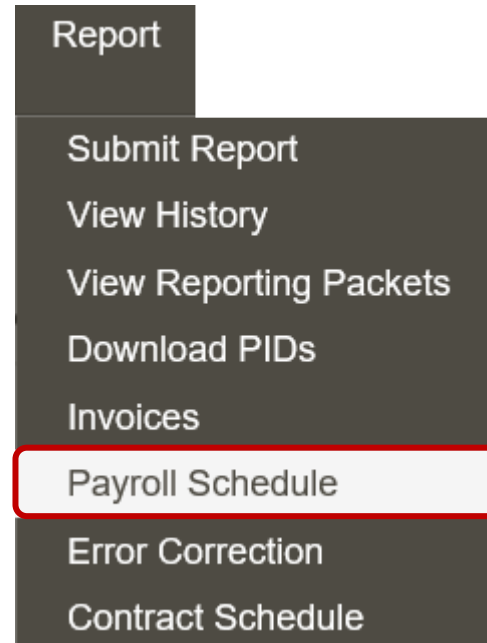 Report
Submit Report
View History
View Reporting Packets
Download PIDs
Invoices
Payroll Schedule
Error Correction
Contract Schedule